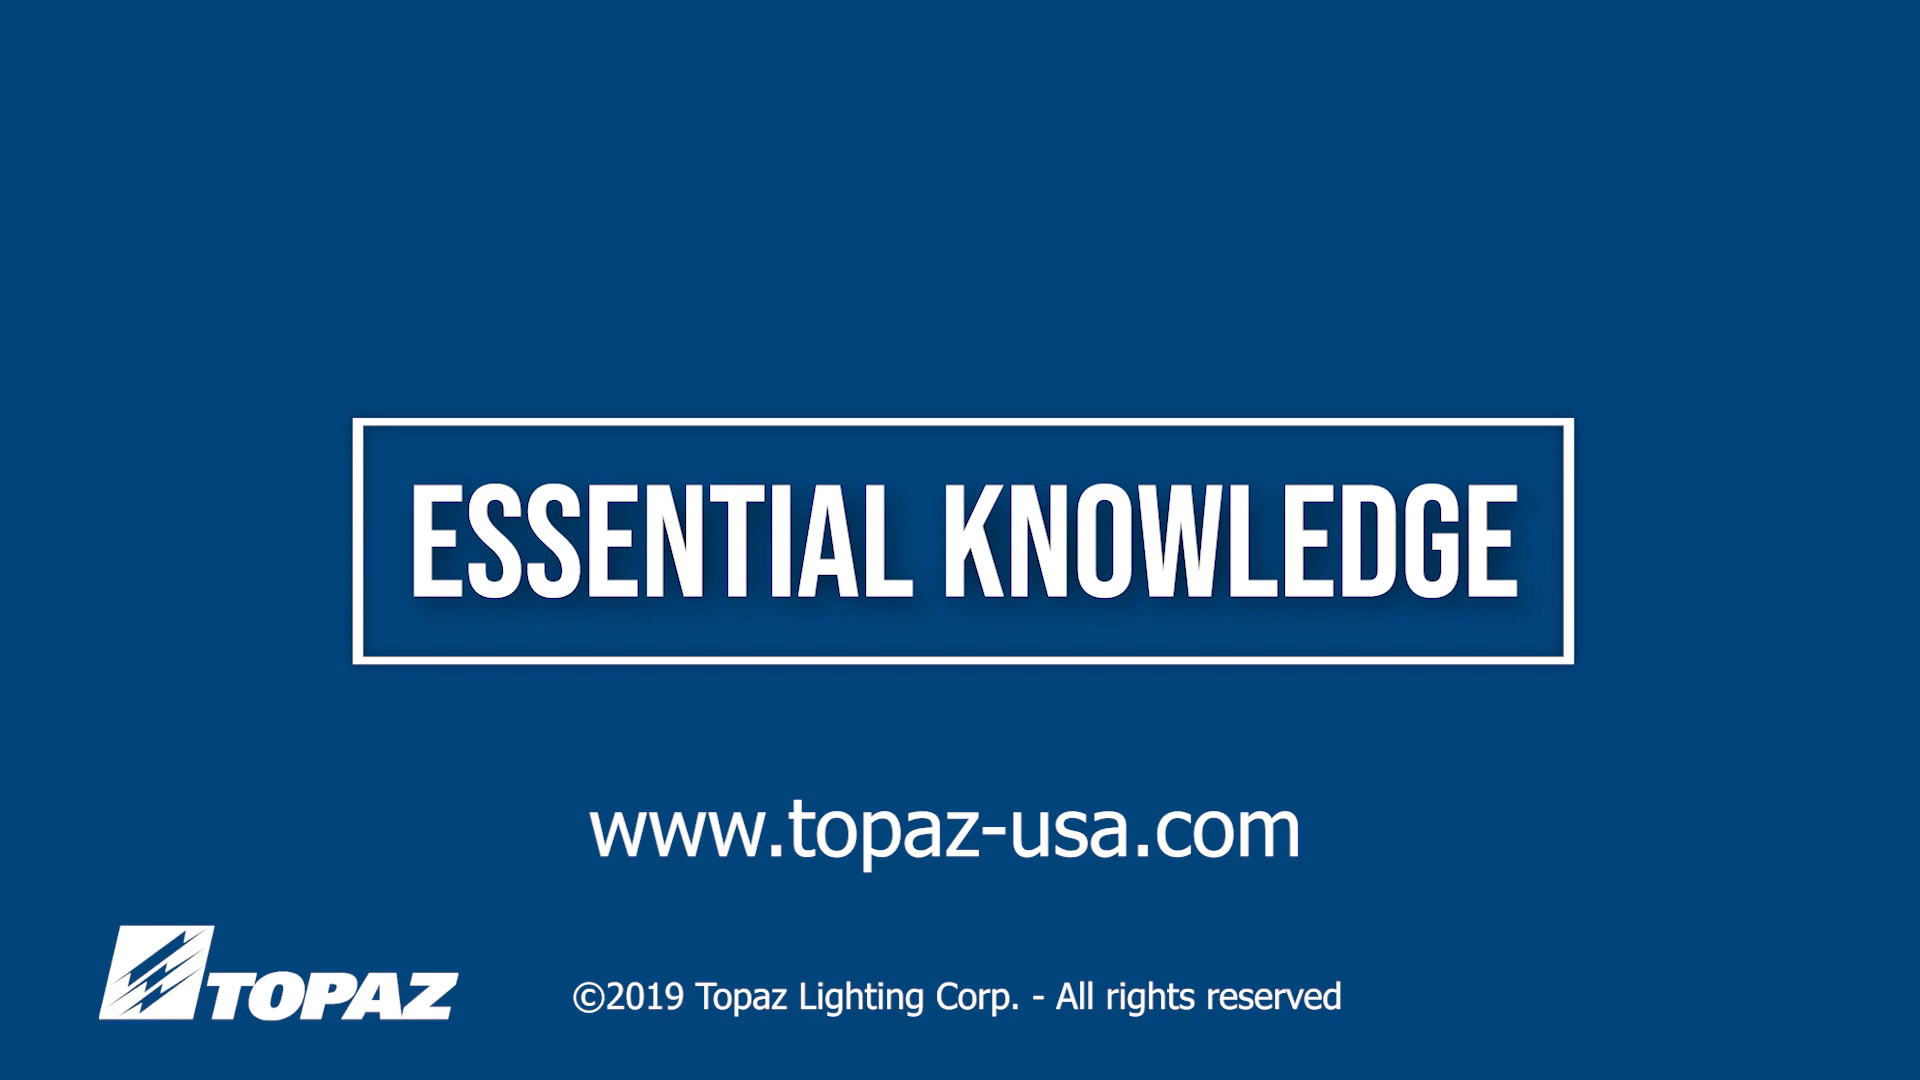 ESSENTIAL KNOWLEDGE
www.topaz-usa.com
TOPAZ
©2019 Topaz Lighting Corp. - All rights reserved